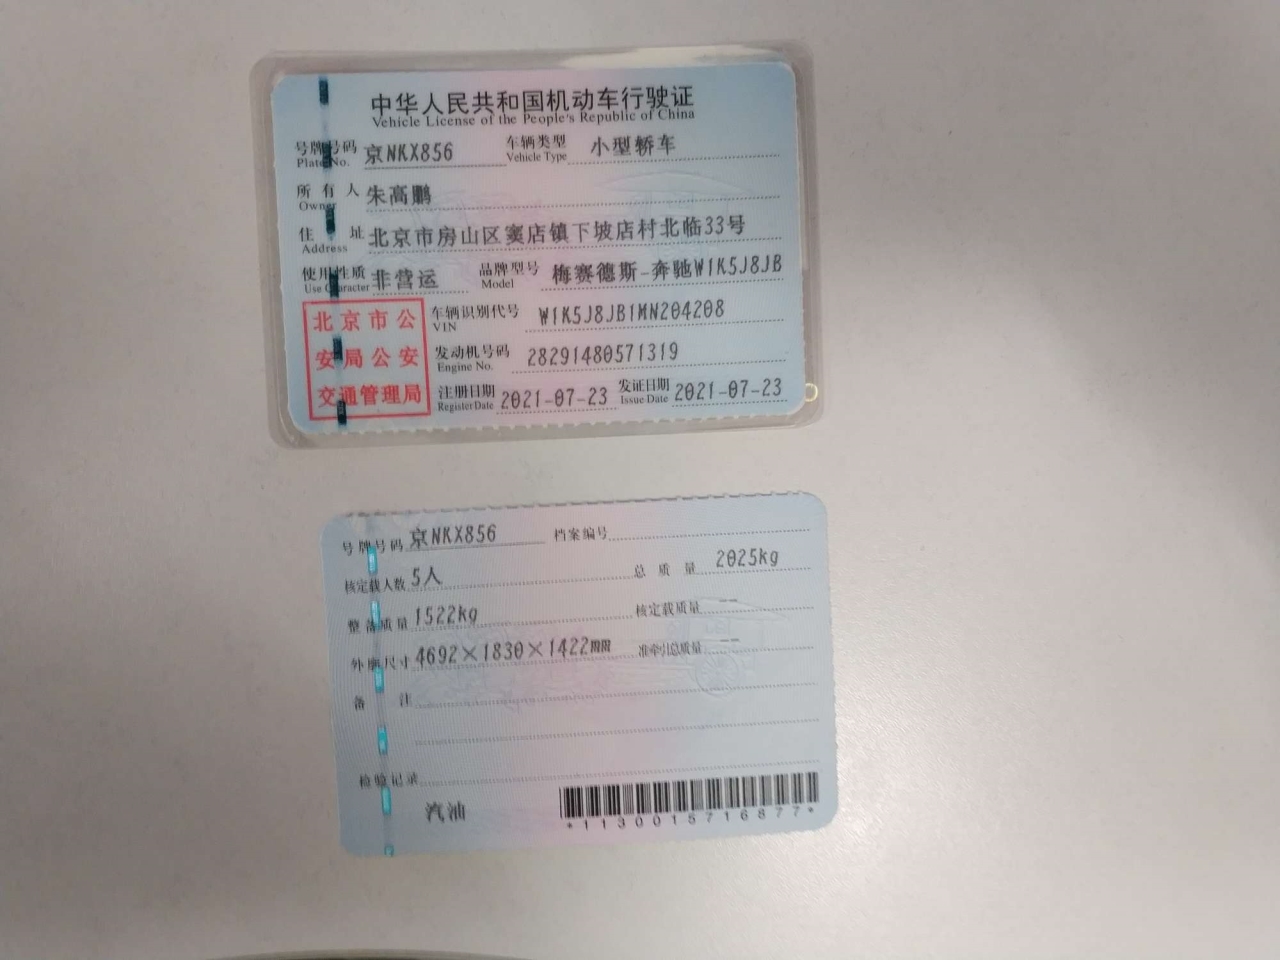 中华人民共和国机动车行驶证
Vehicle License of the People's Republic of China
号牌号码 京NKX856 车辆类型 小型轿车
Plate No. Vehicle Type
所有人 朱高鹏
Owner
住址 北京市房山区窦店镇下坡店村北临33号
Address
使用性质 非营运 品牌型号 梅赛德斯-奔驰W1K5J8JB
Use Character Model
北京市公
安局公安
交通管理局
车辆识别代号 W1K5J8JB1MN204208
VIN
发动机号码 28291480571319
Engine No.
注册日期 2021-07-23 发证日期 2021-07-23
Register Date Issue Date
号牌号码 京NKX856 档案编号
核定载人数 5人 总质量 2025kg
整备质量 1522kg 核定载质量 --
外廓尺寸 4692×1830×1422mm 准牵引总质量 --
备注
检验记录
汽油
*1130015716877*